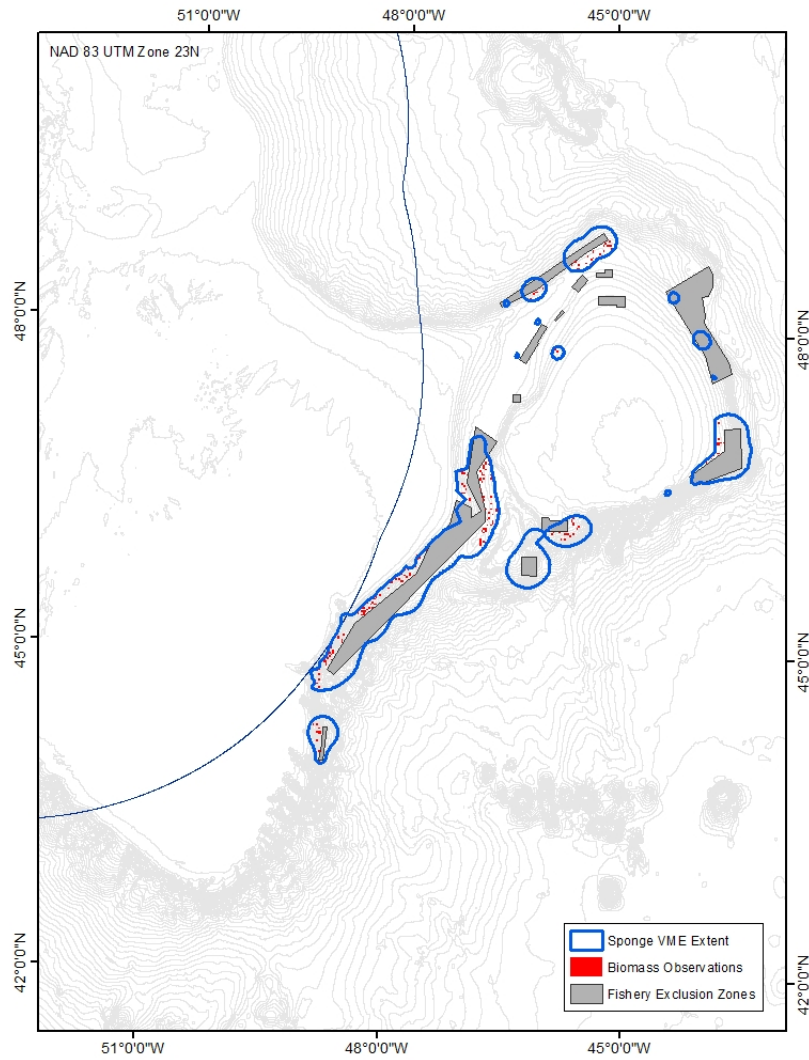 51°0'0"W 48°0'0"W 45°0'0"W
NAD 83 UTM Zone 23N
48°0'0"N
48°0'0"N
45°0'0"N
45°0'0"N
Sponge VME Extent
Biomass Observations
Fishery Exclusion Zones
42°0'0"N
42°0'0"N
51°0'0"W 48°0'0"W 45°0'0"W